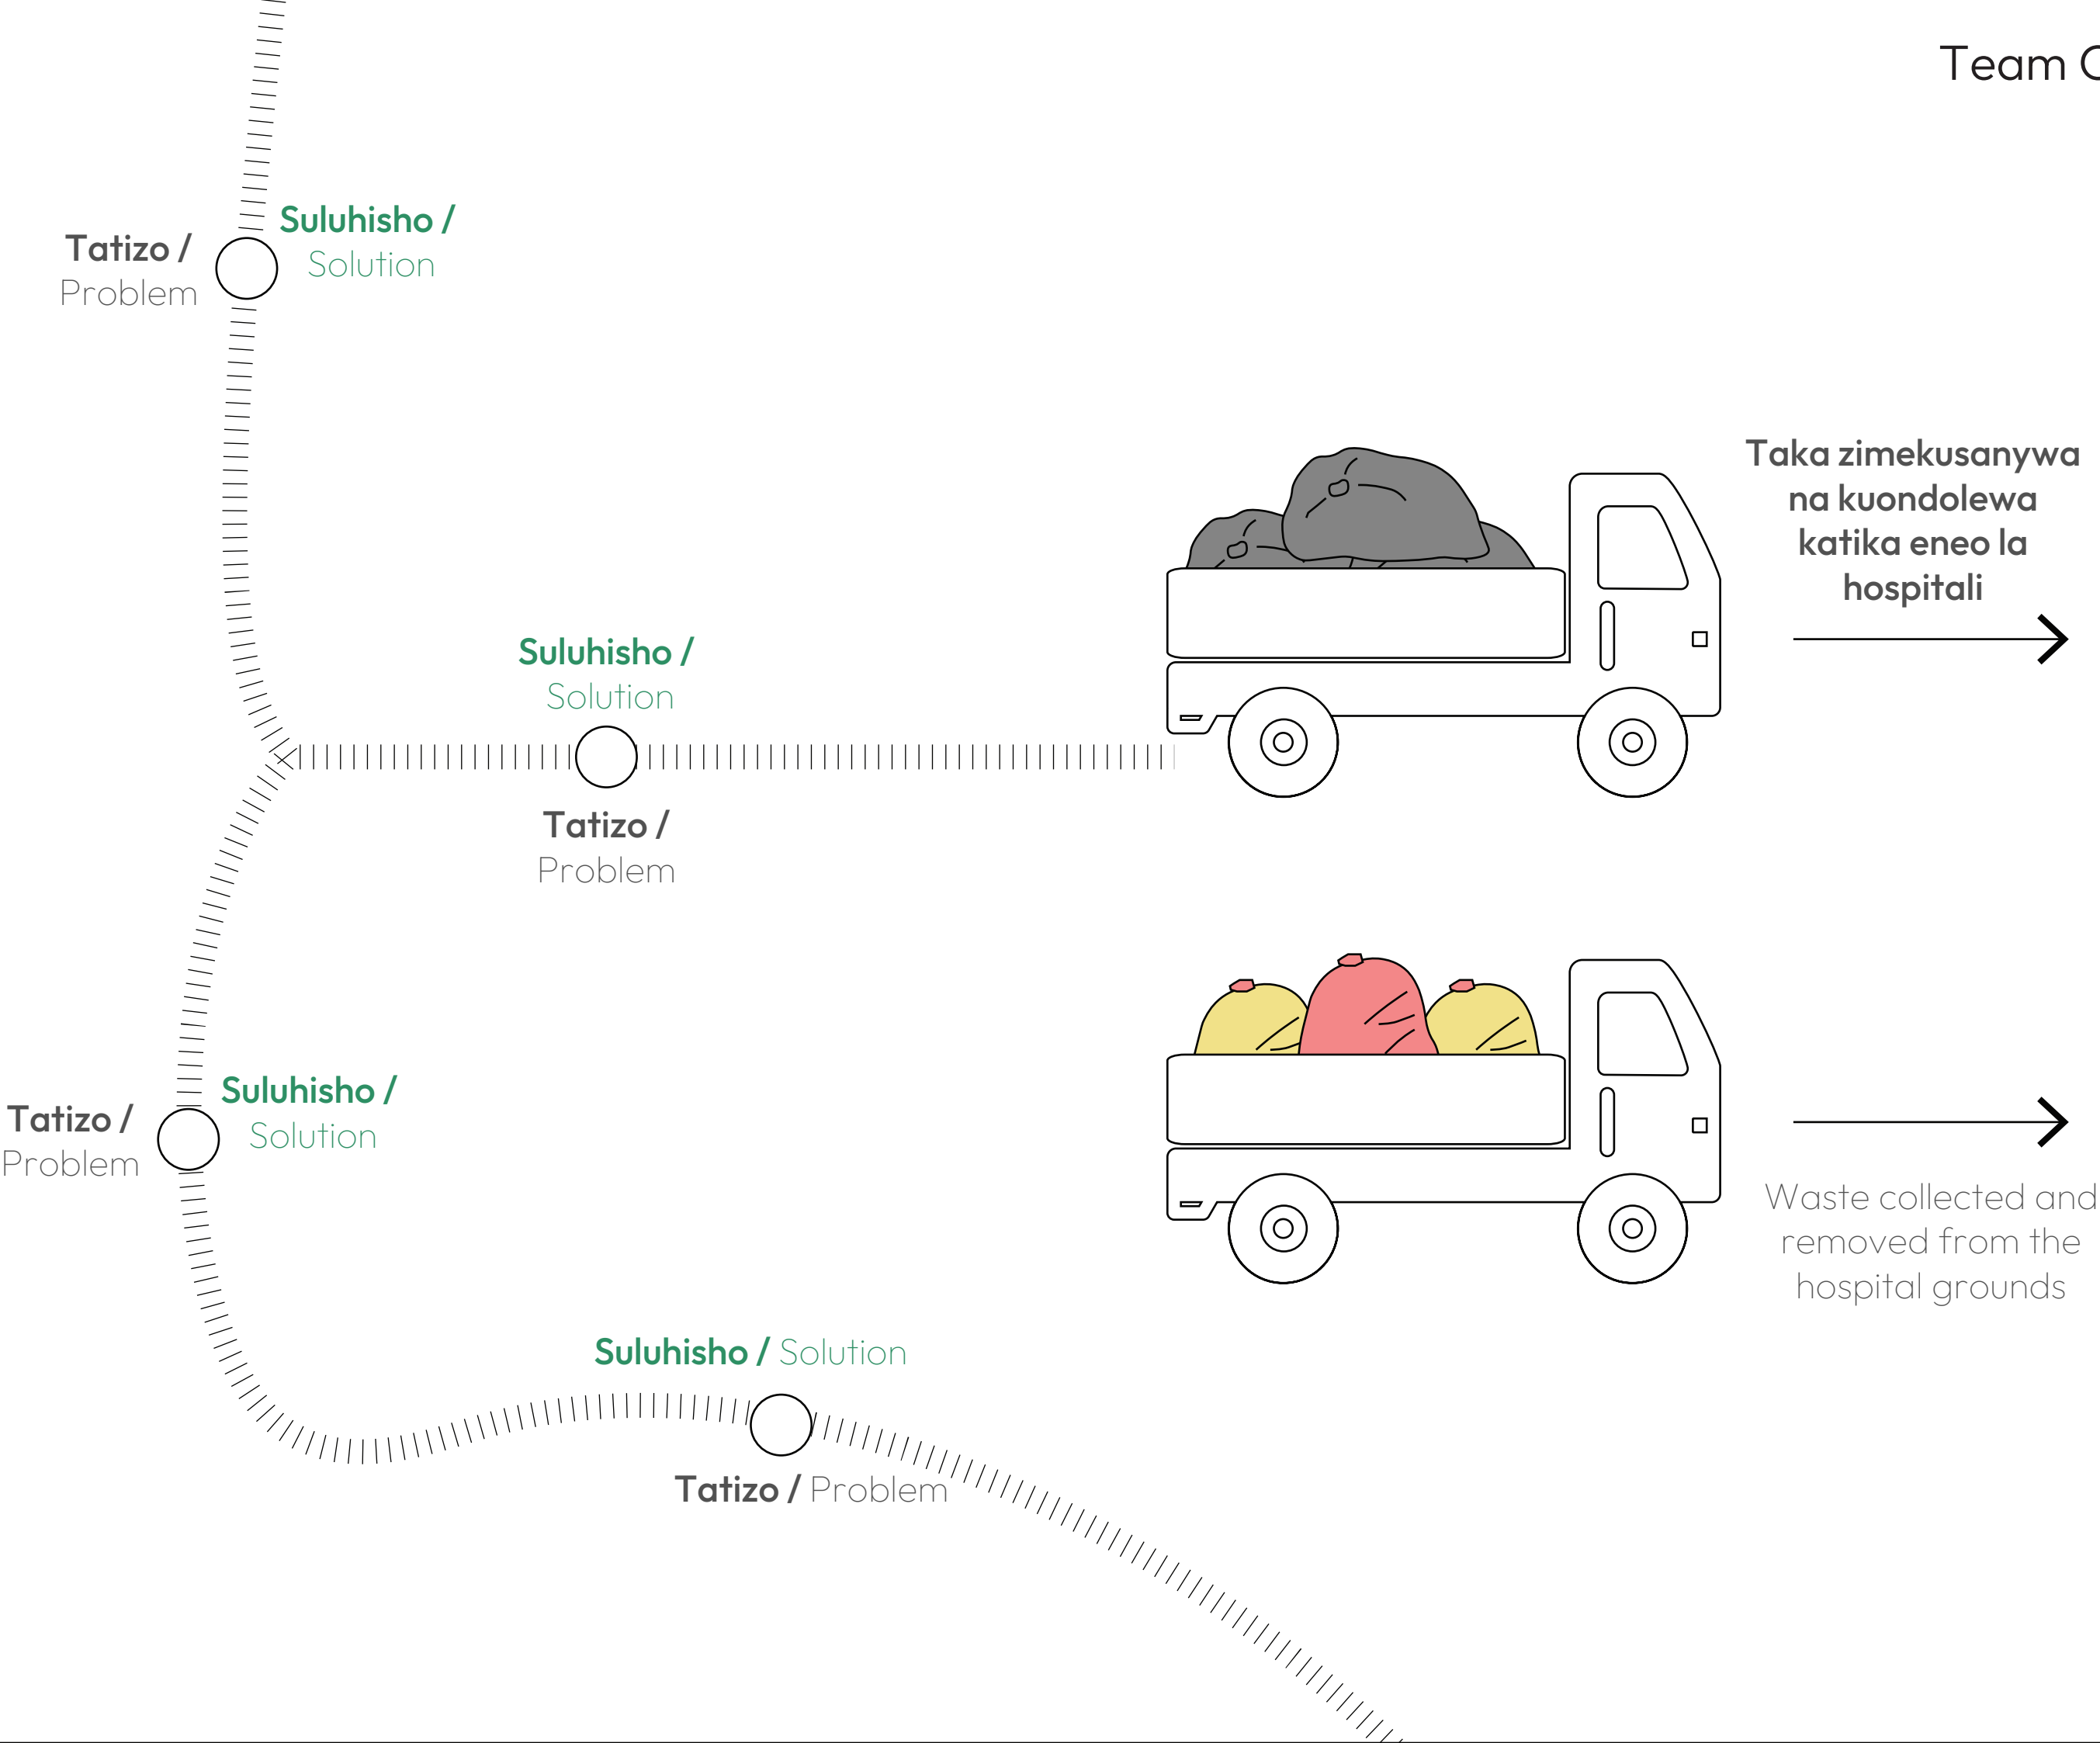 Team
Suluhisho /
Solution
Tatizo /
Problem
Taka zimekusanywa
na kuondolewa
katika eneo la
hospitali
Suluhisho /
Solution
Tatizo /
Problem
Suluhisho /
Solution
Tatizo /
Problem
Waste collected and
removed from the
hospital grounds
Suluhisho / Solution
Tatizo / Problem